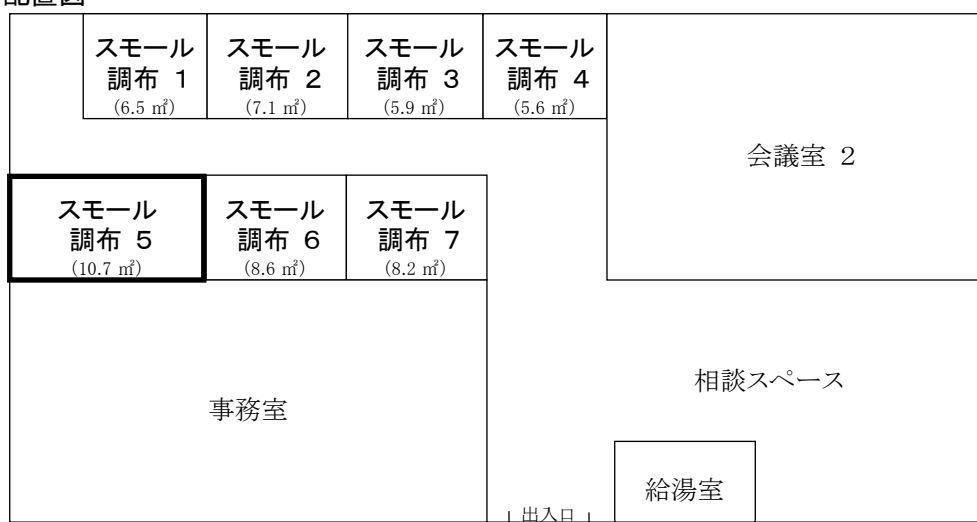 配置図
スモール
調布 1
(6.5 ㎡)
スモール
調布 2
(7.1 ㎡)
スモール
調布 3
(5.9 ㎡)
スモール
調布 4
(5.6 ㎡)
会議室 2
スモール
調布 5
(10.7 ㎡)
スモール
調布 6
(8.6 ㎡)
スモール
調布 7
(8.2 ㎡)
相談スペース
事務室
給湯室
出入口